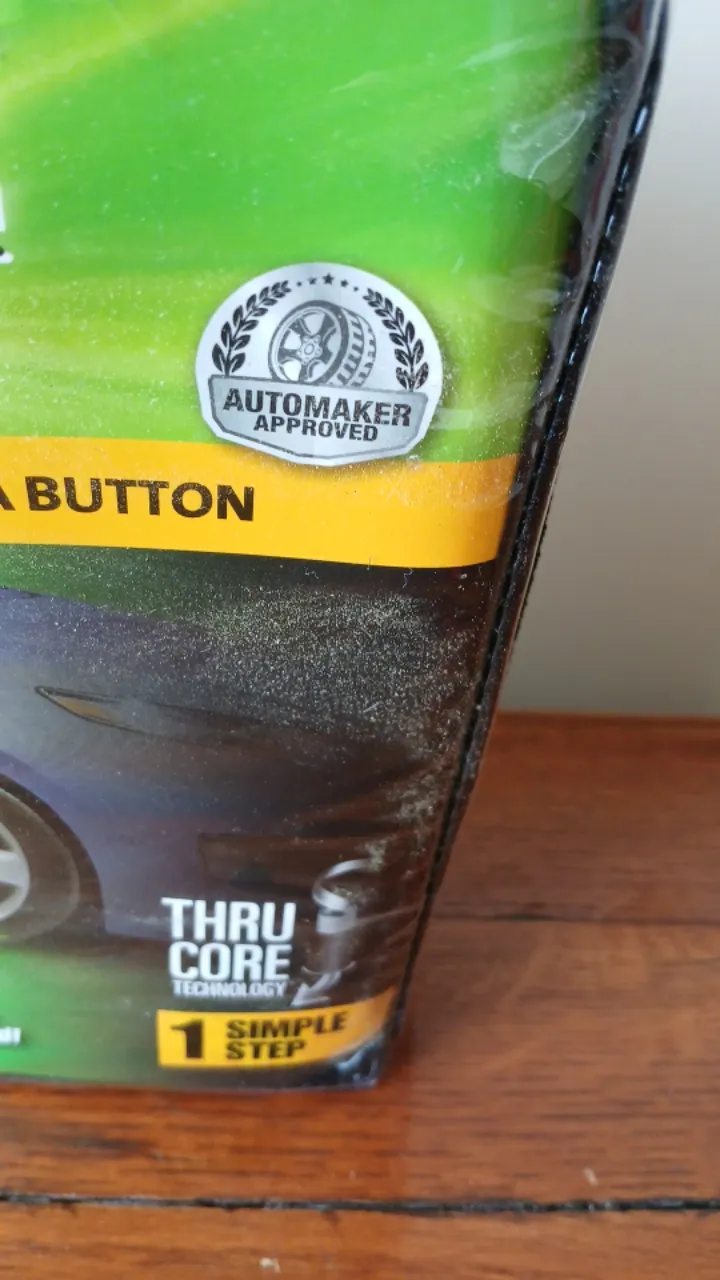 AUTOMAKER
APPROVED
A BUTTON
THRU
CORE
TECHNOLOGY
1 SIMPLE
STEP